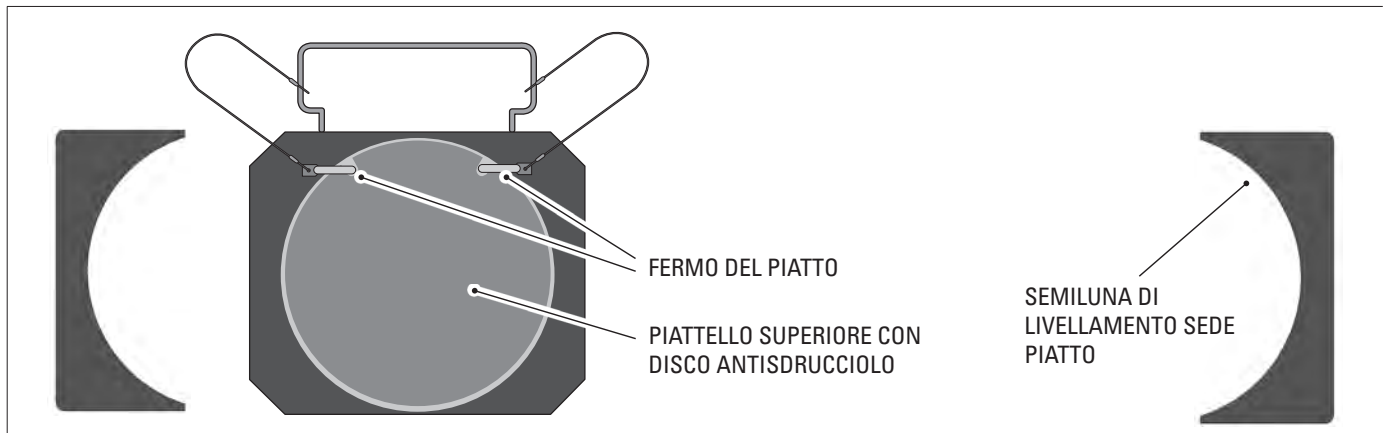 FERMO DEL PIATTO
PIATTELLO SUPERIORE CON
DISCO ANTISDRUCCIOLO
SEMILUNA DI
LIVELLAMENTO SEDE
PIATTO